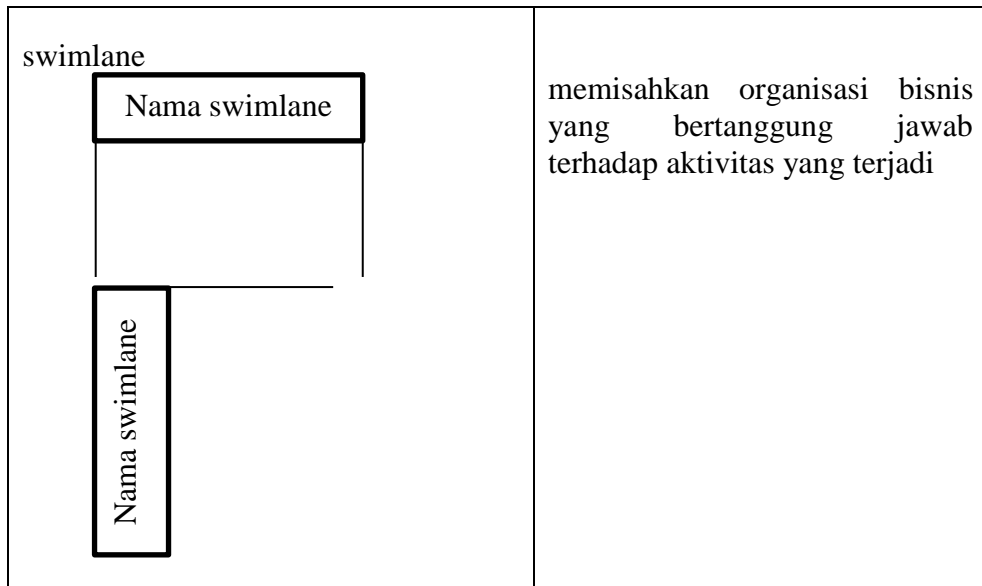 swimlane
Nama swimlane
Nama swimlane
memisahkan organisasi bisnis
yang bertanggung jawab
terhadap aktivitas yang terjadi